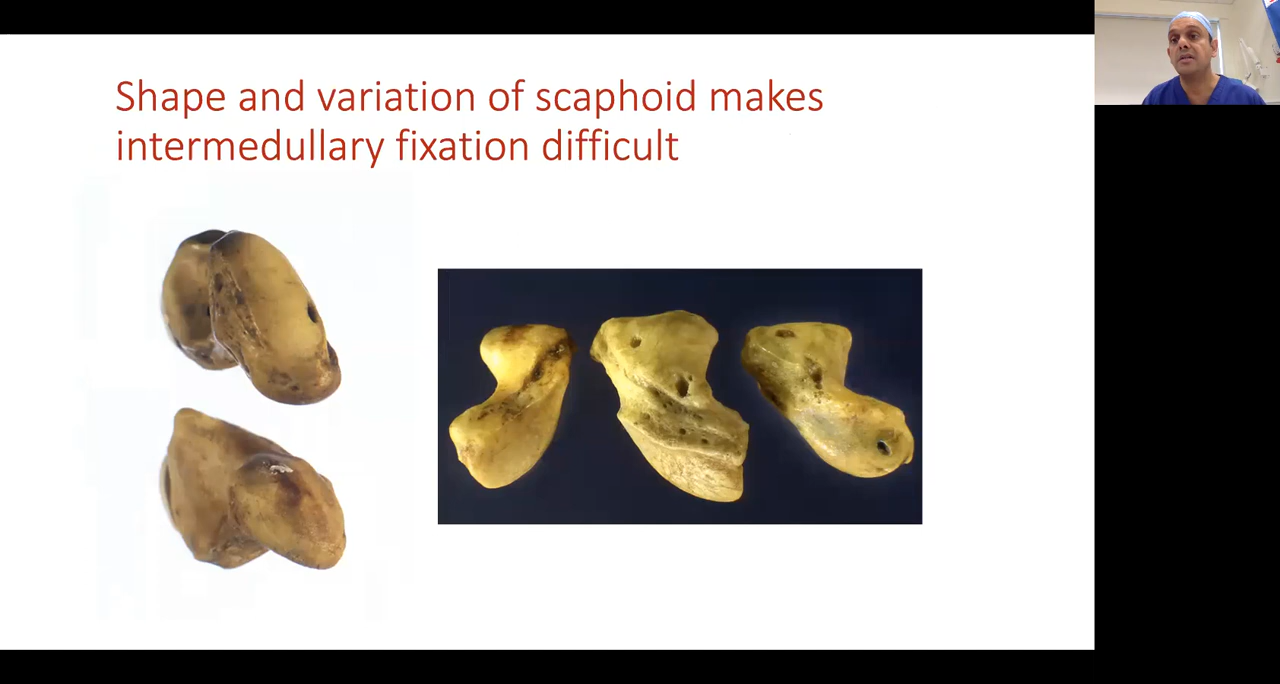 Shape and variation of scaphoid makes
intermedullary fixation difficult